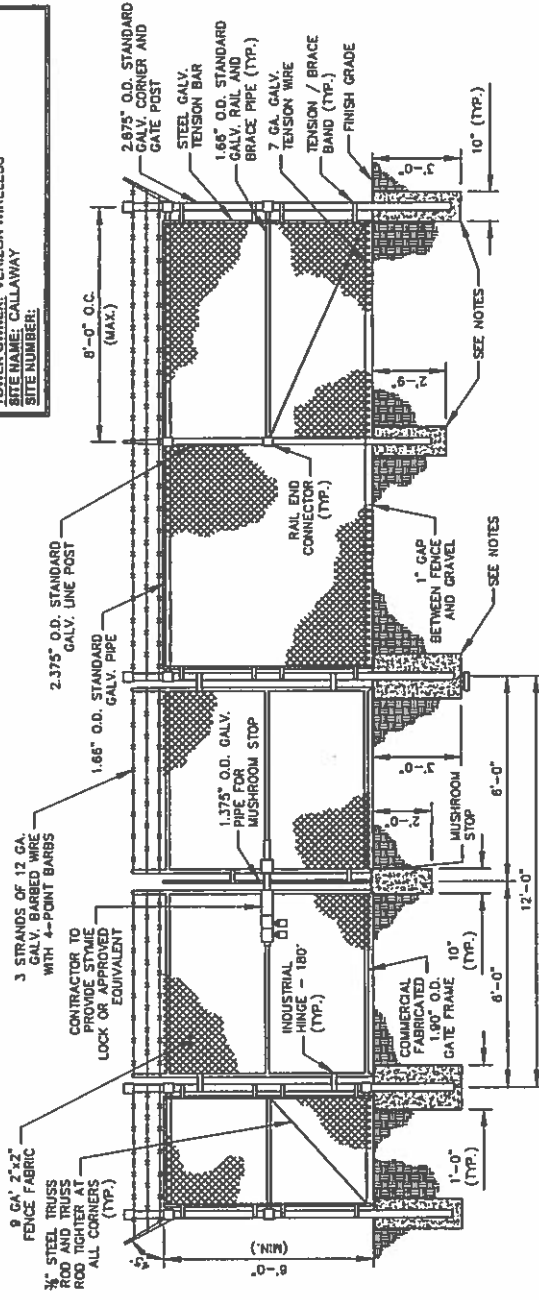 TOWER OWNER: VERIZON WIRELESS
SITE NAME: CALLAWAY
SITE NUMBER:
3 STRANDS OF 12 GA.
GALV. BARBED WIRE
WITH 4-POINT BARBS
9 GA' 2"x2"
FENCE FABRIC
CONTRACTOR TO
PROVIDE STYMIE
LOCK OR APPROVED
EQUIVALENT
1.66" O.D. STANDARD
GALV. PIPE
2.375" O.D. STANDARD
GALV. LINE POST
8'-0" O.C.
(MAX.)
2.875" O.D. STANDARD
GALV. CORNER AND
GATE POST
STEEL GALV.
TENSION BAR
1.66" O.D. STANDARD
GALV. RAIL AND
BRACE PIPE (TYP.)
7 GA. GALV.
TENSION WIRE
TENSION / BRACE
BAND (TYP.)
FINISH GRADE
STEEL TRUSS
ROD AND TRUSS
ROD TIGHTER AT
ALL CORNERS
(TYP.)
1.375" O.D. GALV.
PIPE FOR
MUSHROOM STOP
INDUSTRIAL
HINGE - 180°
(TYP.)
RAIL END
CONNECTOR
(TYP.)
45°
6'-0"
(MIN.)
COMMERCIAL
FABRICATED
1.90" O.D.
GATE FRAME
1" GAP
BETWEEN FENCE
AND GRAVEL
1'-0"
(TYP.)
10"
(TYP.)
2'-0"
MUSHROOM
STOP
3'-0"
SEE NOTES
2'-9"
SEE NOTES
3'-0"
10" (TYP.)
6'-0"
6'-0"
12'-0"